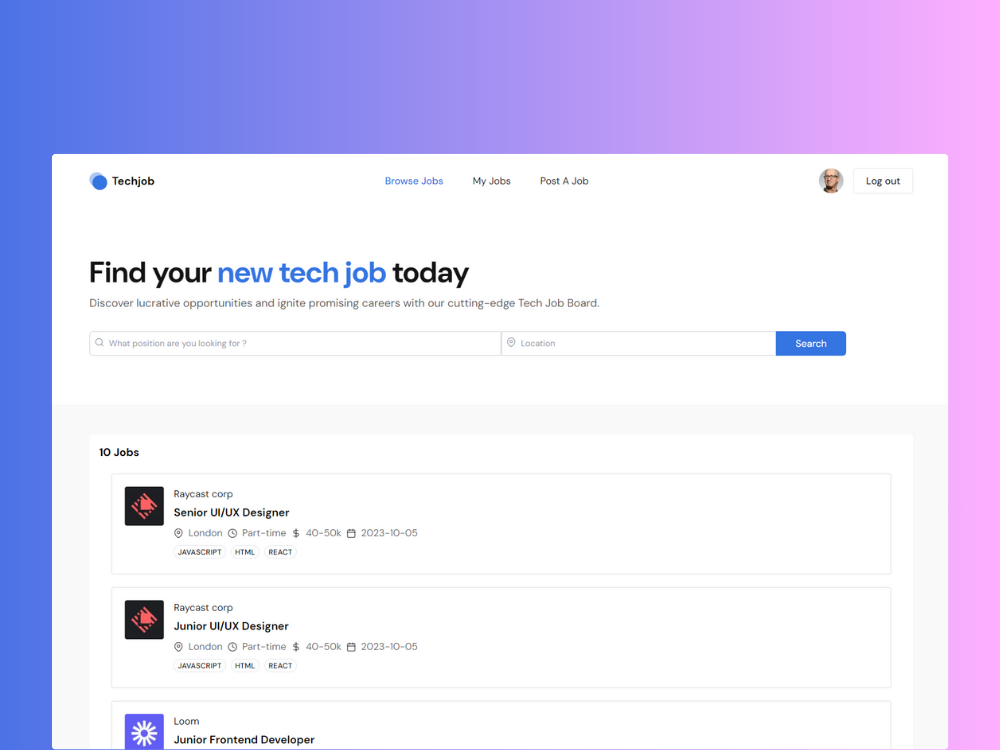 Techjob
Browse Jobs My Jobs Post A Job
Log out
Find your new tech job today
Discover lucrative opportunities and ignite promising careers with our cutting-edge Tech Job Board.
What position are you looking for ?
Location
Search
10 Jobs
Raycast corp
Senior UI/UX Designer
London Part-time $ 40-50k 2023-10-05
JAVASCRIPT HTML REACT
Raycast corp
Junior UI/UX Designer
London Part-time $ 40-50k 2023-10-05
JAVASCRIPT HTML REACT
Loom
Junior Frontend Developer